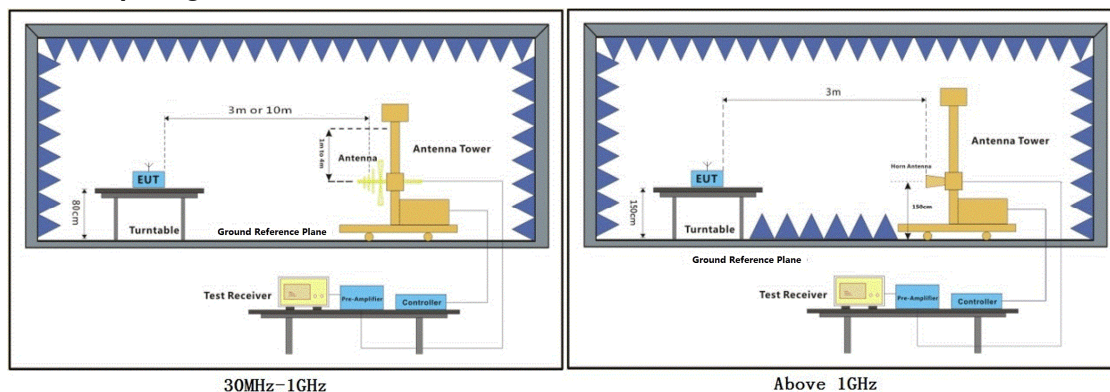 3m or 10m
1m to 4m
Antenna
Antenna Tower
EUT
80cm
Turntable
Ground Reference Plane
Test Receiver
Pre-Amplifier
Controller
30MHz-1GHz
3m
Antenna Tower
Horn Antenna
EUT
150cm
150cm
Turntable
Ground Reference Plane
Test Receiver
Pre-Amplifier
Controller
Above 1GHz